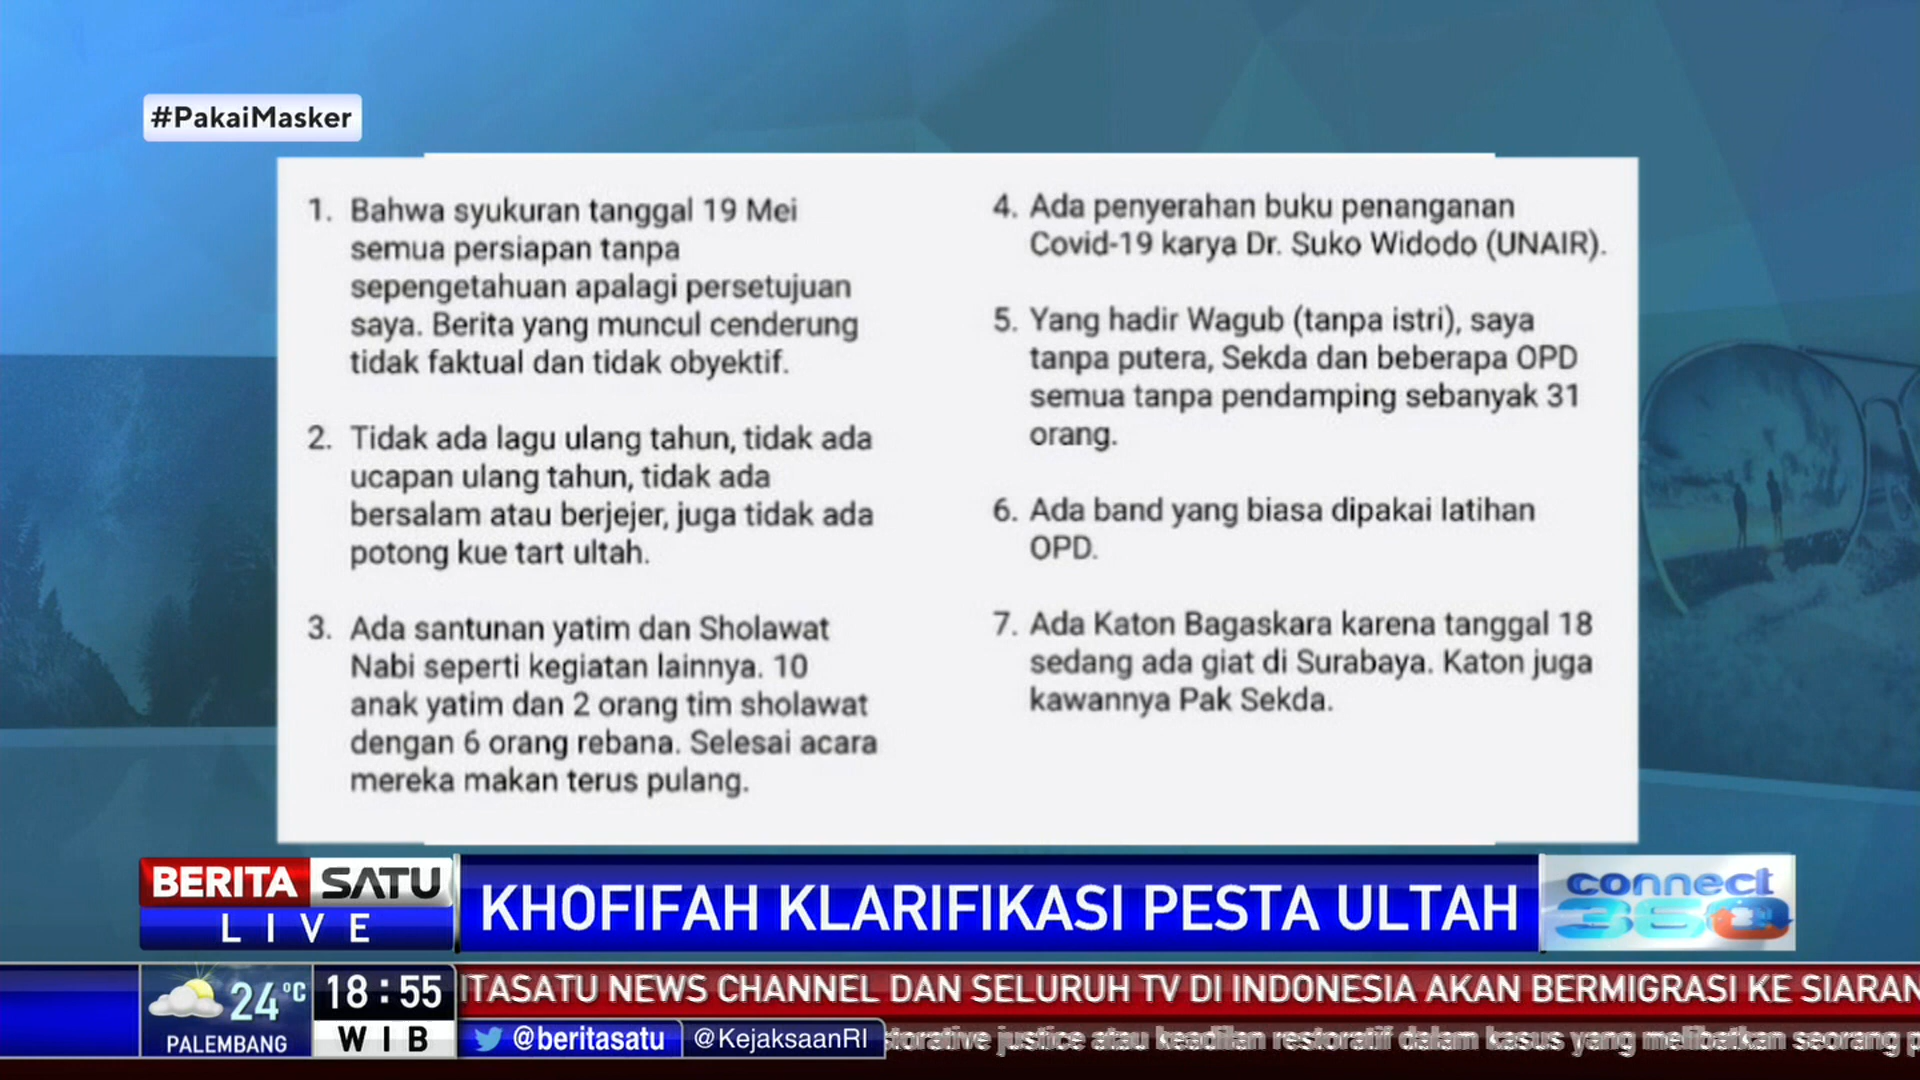 #PakaiMasker
1. Bahwa syukuran tanggal 19 Mei
semua persiapan tanpa
sepengetahuan apalagi persetujuan
saya. Berita yang muncul cenderung
tidak faktual dan tidak obyektif.
2. Tidak ada lagu ulang tahun, tidak ada
ucapan ulang tahun, tidak ada
bersalam atau berjejer, juga tidak ada
potong kue tart ultah.
3. Ada santunan yatim dan Sholawat
Nabi seperti kegiatan lainnya. 10
anak yatim dan 2 orang tim sholawat
dengan 6 orang rebana. Selesai acara
mereka makan terus pulang.
4. Ada penyerahan buku penanganan
Covid-19 karya Dr. Suko Widodo (UNAIR).
5. Yang hadir Wagub (tanpa istri), saya
tanpa putera, Sekda dan beberapa OPD
semua tanpa pendamping sebanyak 31
orang.
6. Ada band yang biasa dipakai latihan
OPD.
7. Ada Katon Bagaskara karena tanggal 18
sedang ada giat di Surabaya. Katon juga
kawannya Pak Sekda.
BERITA SATU
LIVE
KHOFIFAH KLARIFIKASI PESTA ULTAH
connect
360
24°C
PALEMBANG
18:55
WIB
ITASATU NEWS CHANNEL DAN SELURUH TV DI INDONESIA AKAN BERMIGRASI KE SIARAN
@beritasatu
@KejaksaanRI
storative justice atau keadilan restoratif dalam kasus yang melibatkan seorang p